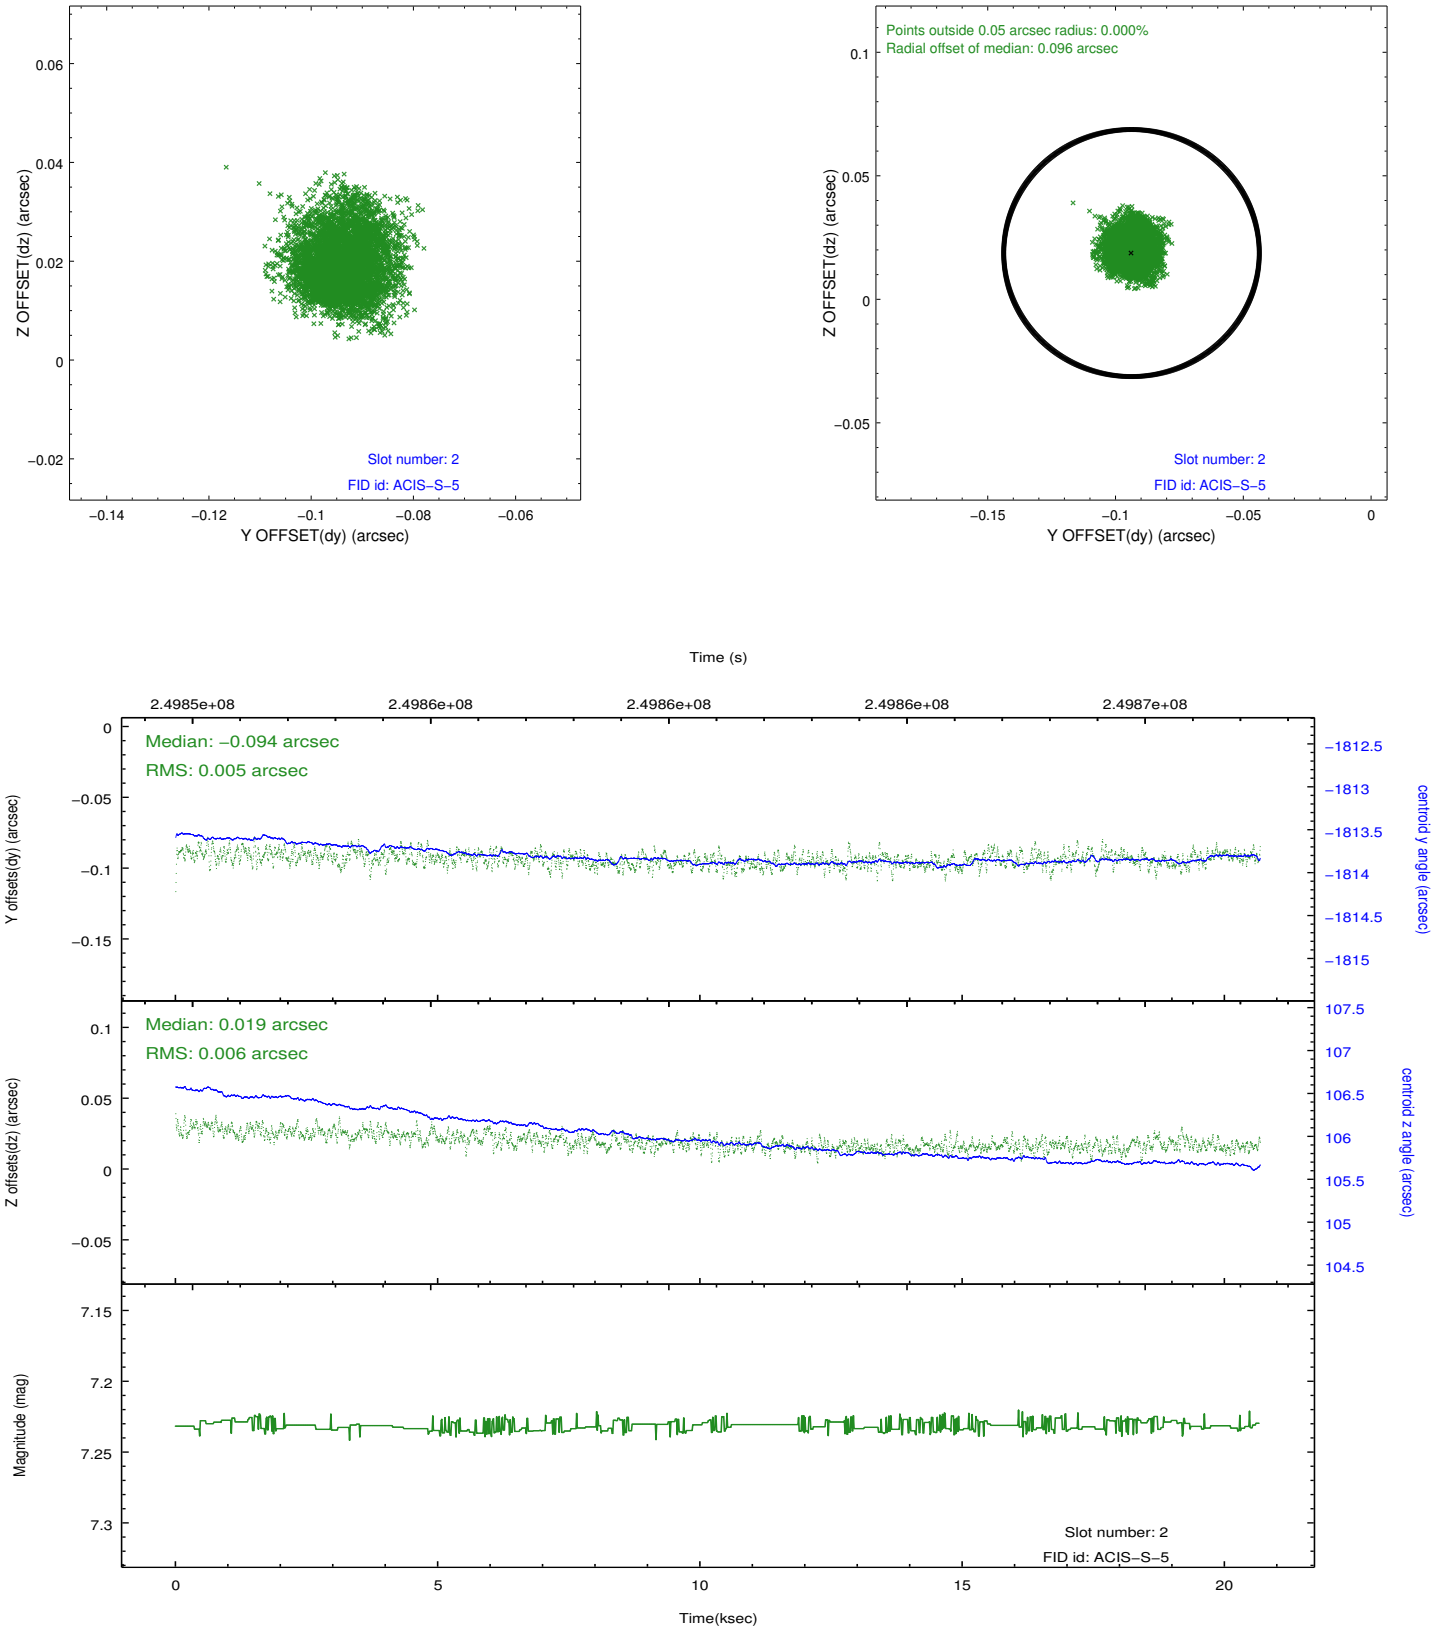 0.06
0.04
0.02
0
−0.02
Z OFFSET(dz) (arcsec)
−0.14
−0.12
−0.1
−0.08
−0.06
Y OFFSET(dy) (arcsec)
Slot number: 2
FID id: ACIS−S−5
Points outside 0.05 arcsec radius: 0.000%
Radial offset of median: 0.096 arcsec
0.1
0.05
0
−0.05
Z OFFSET(dz) (arcsec)
−0.15
−0.1
−0.05
0
Y OFFSET(dy) (arcsec)
Slot number: 2
FID id: ACIS−S−5
Time (s)
2.4985e+08
2.4986e+08
2.4986e+08
2.4986e+08
2.4987e+08
Median: −0.094 arcsec
RMS: 0.005 arcsec
0
−0.05
−0.1
−0.15
Y offsets(dy) (arcsec)
−1812.5
−1813
−1813.5
−1814
−1814.5
−1815
centroid y angle (arcsec)
Median: 0.019 arcsec
RMS: 0.006 arcsec
0.1
0.05
0
−0.05
Z offsets(dz) (arcsec)
107.5
107
106.5
106
105.5
105
104.5
centroid z angle (arcsec)
7.15
7.2
7.25
7.3
Magnitude (mag)
Slot number: 2
FID id: ACIS−S−5
0
5
10
15
20
Time(ksec)